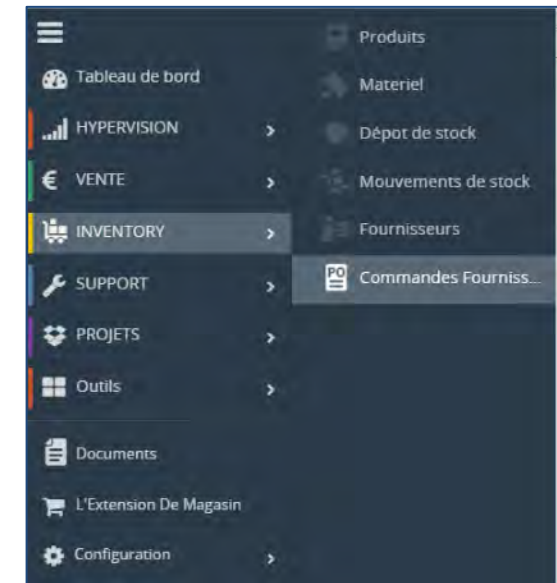 Tableau de bord
HYPERVISION
€ VENTE
INVENTORY
SUPPORT
PROJETS
Outils
Documents
L'Extension De Magasin
Configuration
Produits
Materiel
Dépot de stock
Mouvements de stock
Fournisseurs
PO Commandes Fourniss...